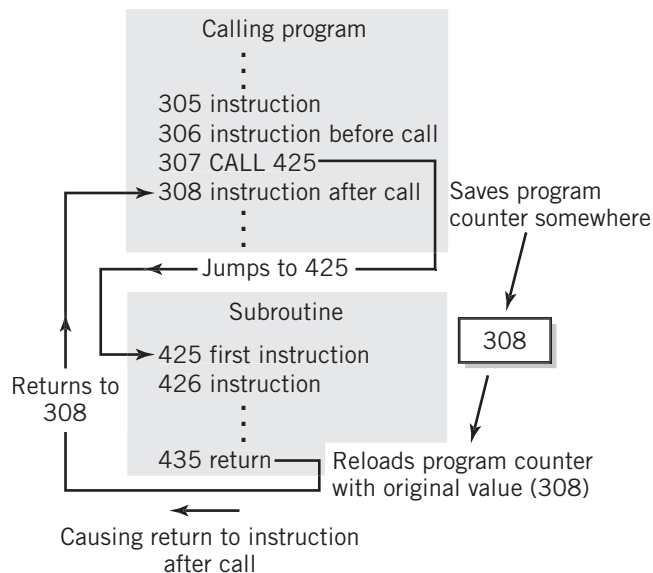 Calling program
305 instruction
306 instruction before call
307 CALL 425
308 instruction after call
Saves program
counter somewhere
Jumps to 425
Subroutine
308
425 first instruction
426 instruction
Returns to
308
435 return
Reloads program counter
with original value (308)
Causing return to instruction
after call